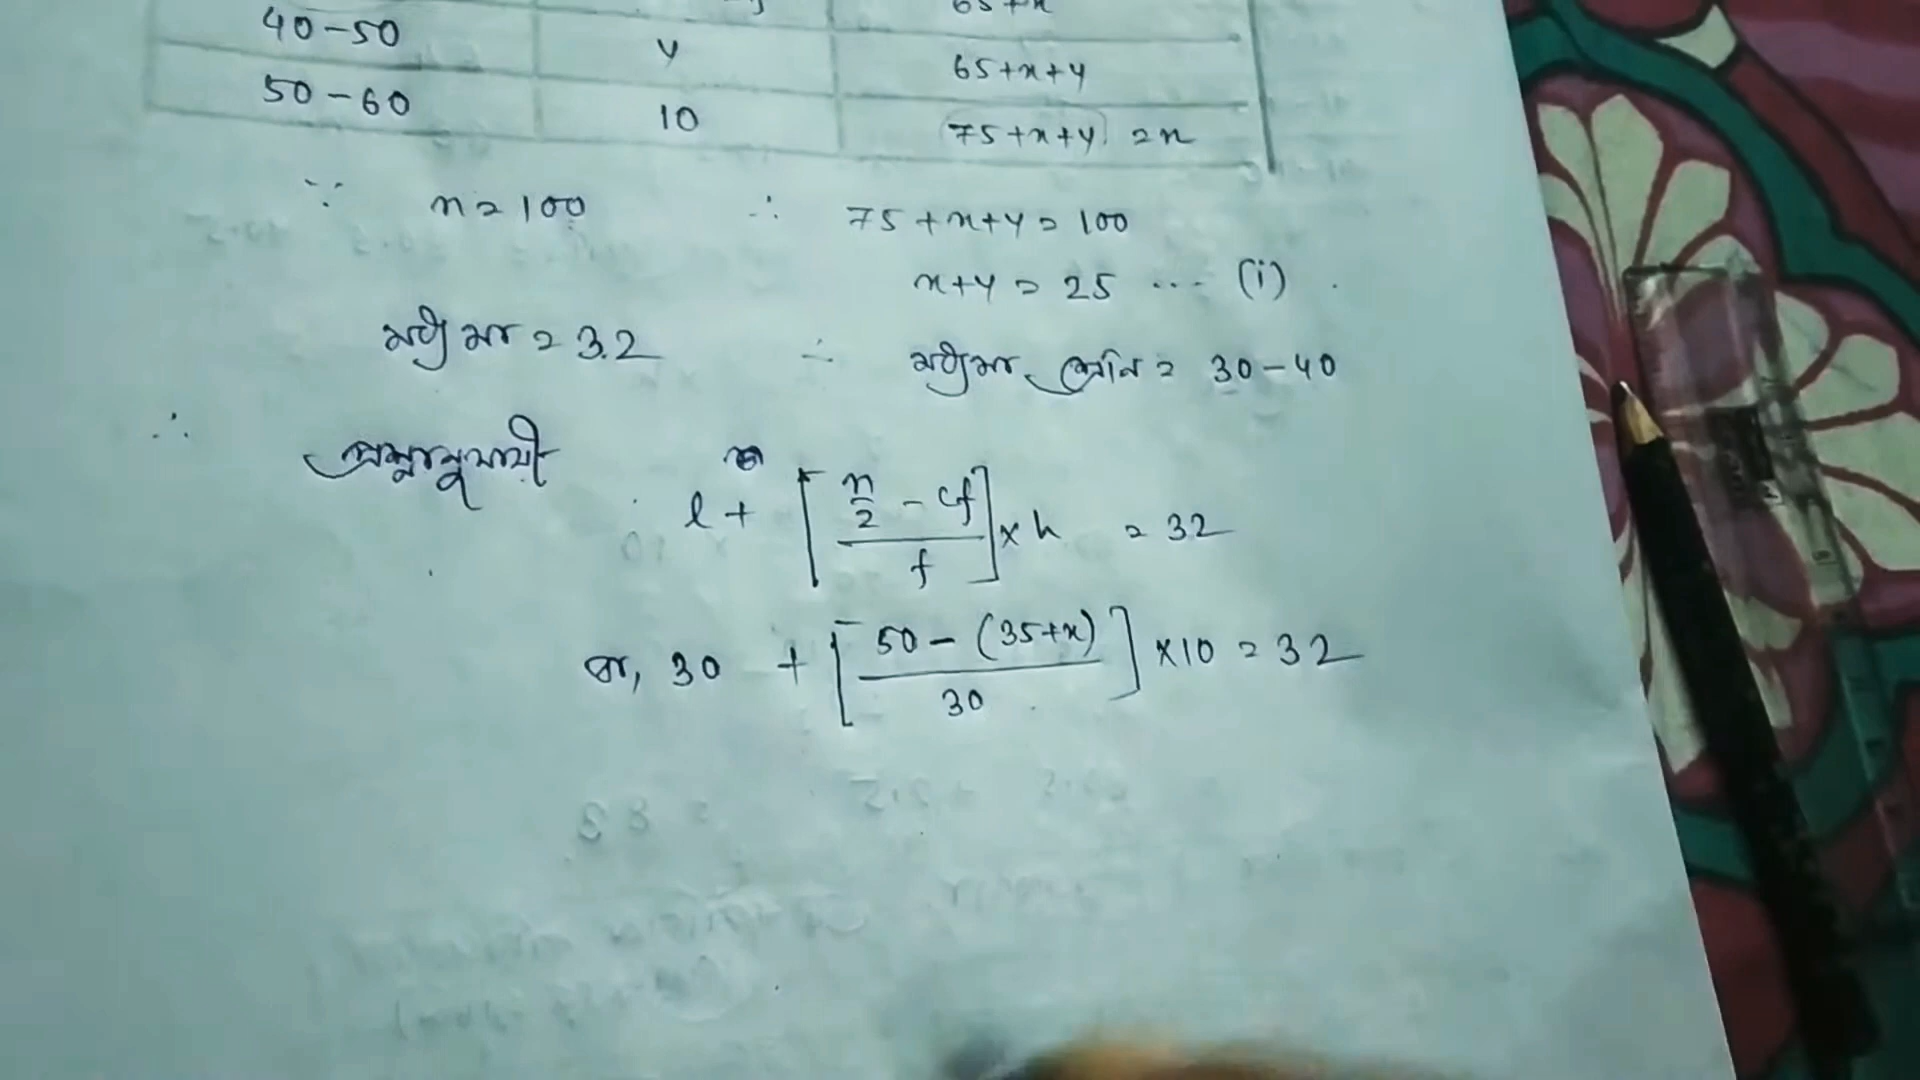 65+x
40-50 y 65+x+y
50-60 10 75+x+y = n
∵ n = 100 ∴ 75+x+y = 100
x+y = 25 ... (i)
মধ্যমা = 32 ∴ মধ্যমা শ্রেণি = 30-40
∴ প্রশ্নানুযায়ী l + [(n/2 - cf)/f] × h = 32
বা, 30 + [(50 - (35+x))/30] × 10 = 32